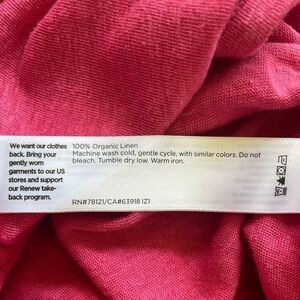 We want our clothes
back. Bring your
gently worn
garments to our US
stores and support
our Renew take-
back program.
100% Organic Linen
Machine wash cold, gentle cycle, with similar colors. Do not
bleach. Tumble dry low. Warm iron.
RN#78121/CA#63918 IZ1